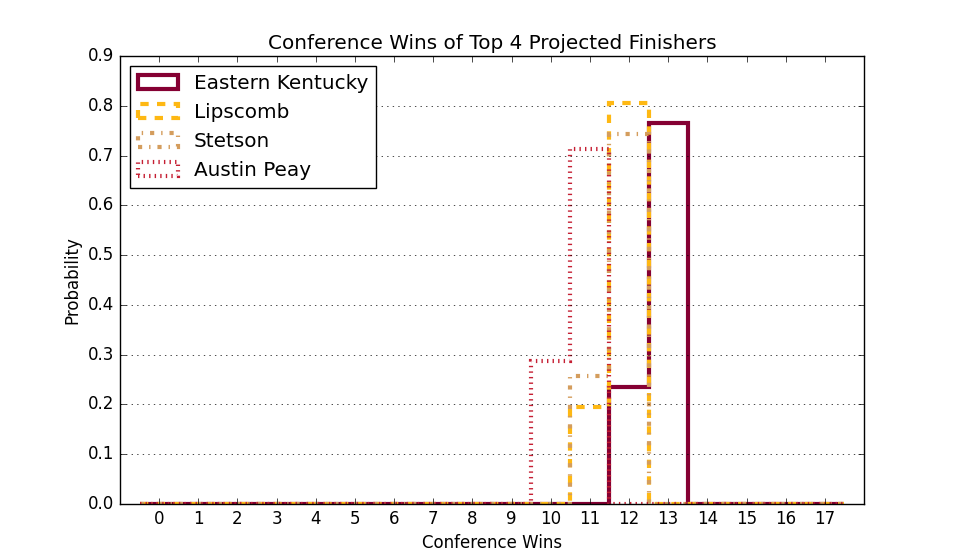 Conference Wins of Top 4 Projected Finishers
0.9
0.8
0.7
0.6
0.5
0.4
0.3
0.2
0.1
0.0
Probability
Eastern Kentucky
Lipscomb
Stetson
Austin Peay
0 1 2 3 4 5 6 7 8 9 10 11 12 13 14 15 16 17
Conference Wins